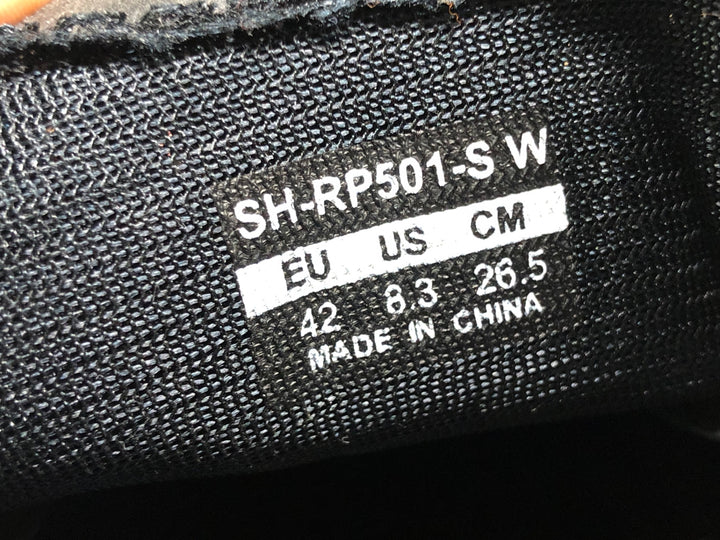 SH-RP501-S W
EU US CM
42 8.3 26.5
MADE IN CHINA